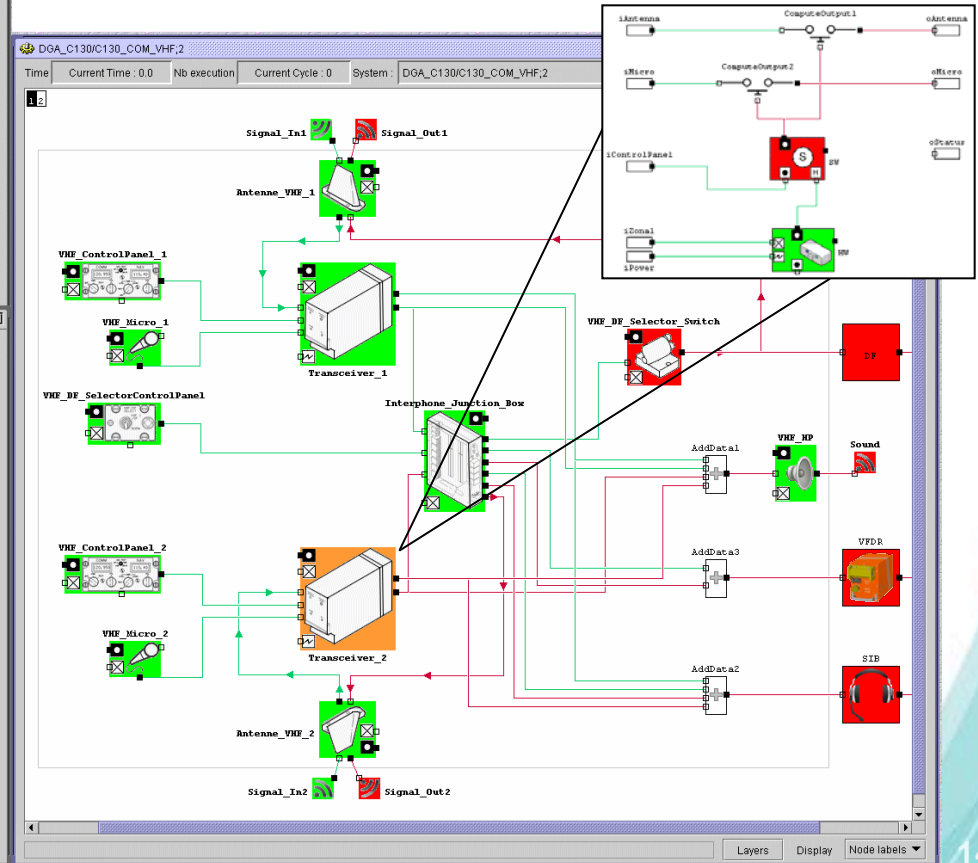 DGA_C130/C130_COM_VHF;2
Time Current Time : 0.0 Nb execution Current Cycle : 0 System : DGA_C130/C130_COM_VHF;2
1 2
iAntenna
ComputeOutput1
oAntenna
iMicro
ComputeOutput2
oMicro
S
SW
oStatus
iControlPanel
H
iZonal
HW
iPower
Signal_In1
Signal_Out1
Antenne_VHF_1
VHF_ControlPanel_1
VHF_Micro_1
Transceiver_1
VHF_DF_Selector_Switch
DF
VHF_DF_SelectorControlPanel
Interphone_Junction_Box
AddData1
VHF_HP
Sound
VHF_ControlPanel_2
AddData3
VFDR
VHF_Micro_2
Transceiver_2
AddData2
SIB
Antenne_VHF_2
Signal_In2
Signal_Out2
Layers Display Node labels